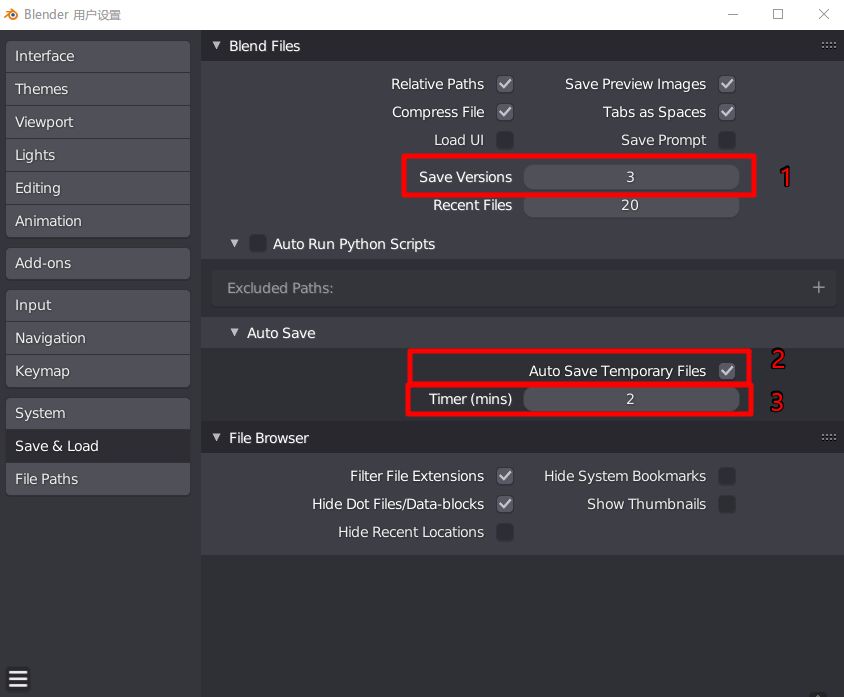 Blender 用户设置
Interface
Themes
Viewport
Lights
Editing
Animation
Add-ons
Input
Navigation
Keymap
System
Save & Load
File Paths
Blend Files
Relative Paths
Save Preview Images
Compress File
Tabs as Spaces
Load UI
Save Prompt
Save Versions 3
1
Recent Files 20
Auto Run Python Scripts
Excluded Paths: +
Auto Save
Auto Save Temporary Files
2
Timer (mins) 2
3
File Browser
Filter File Extensions
Hide System Bookmarks
Hide Dot Files/Data-blocks
Show Thumbnails
Hide Recent Locations